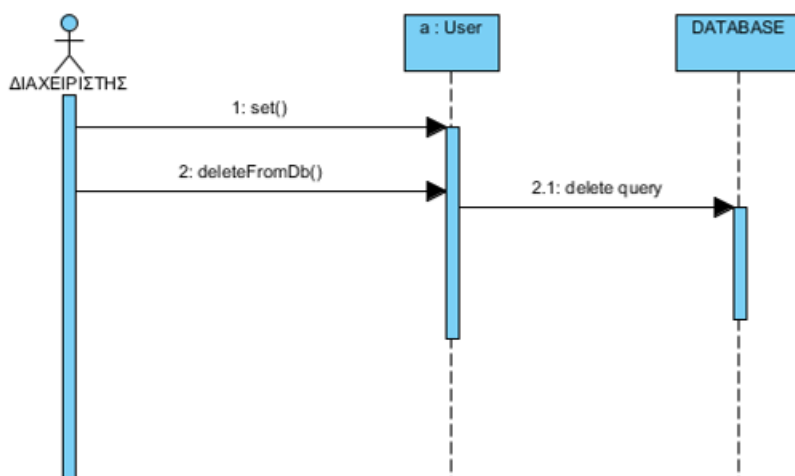 a : User
DATABASE
ΔΙΑΧΕΙΡΙΣΤΗΣ
1: set()
2: deleteFromDb()
2.1: delete query